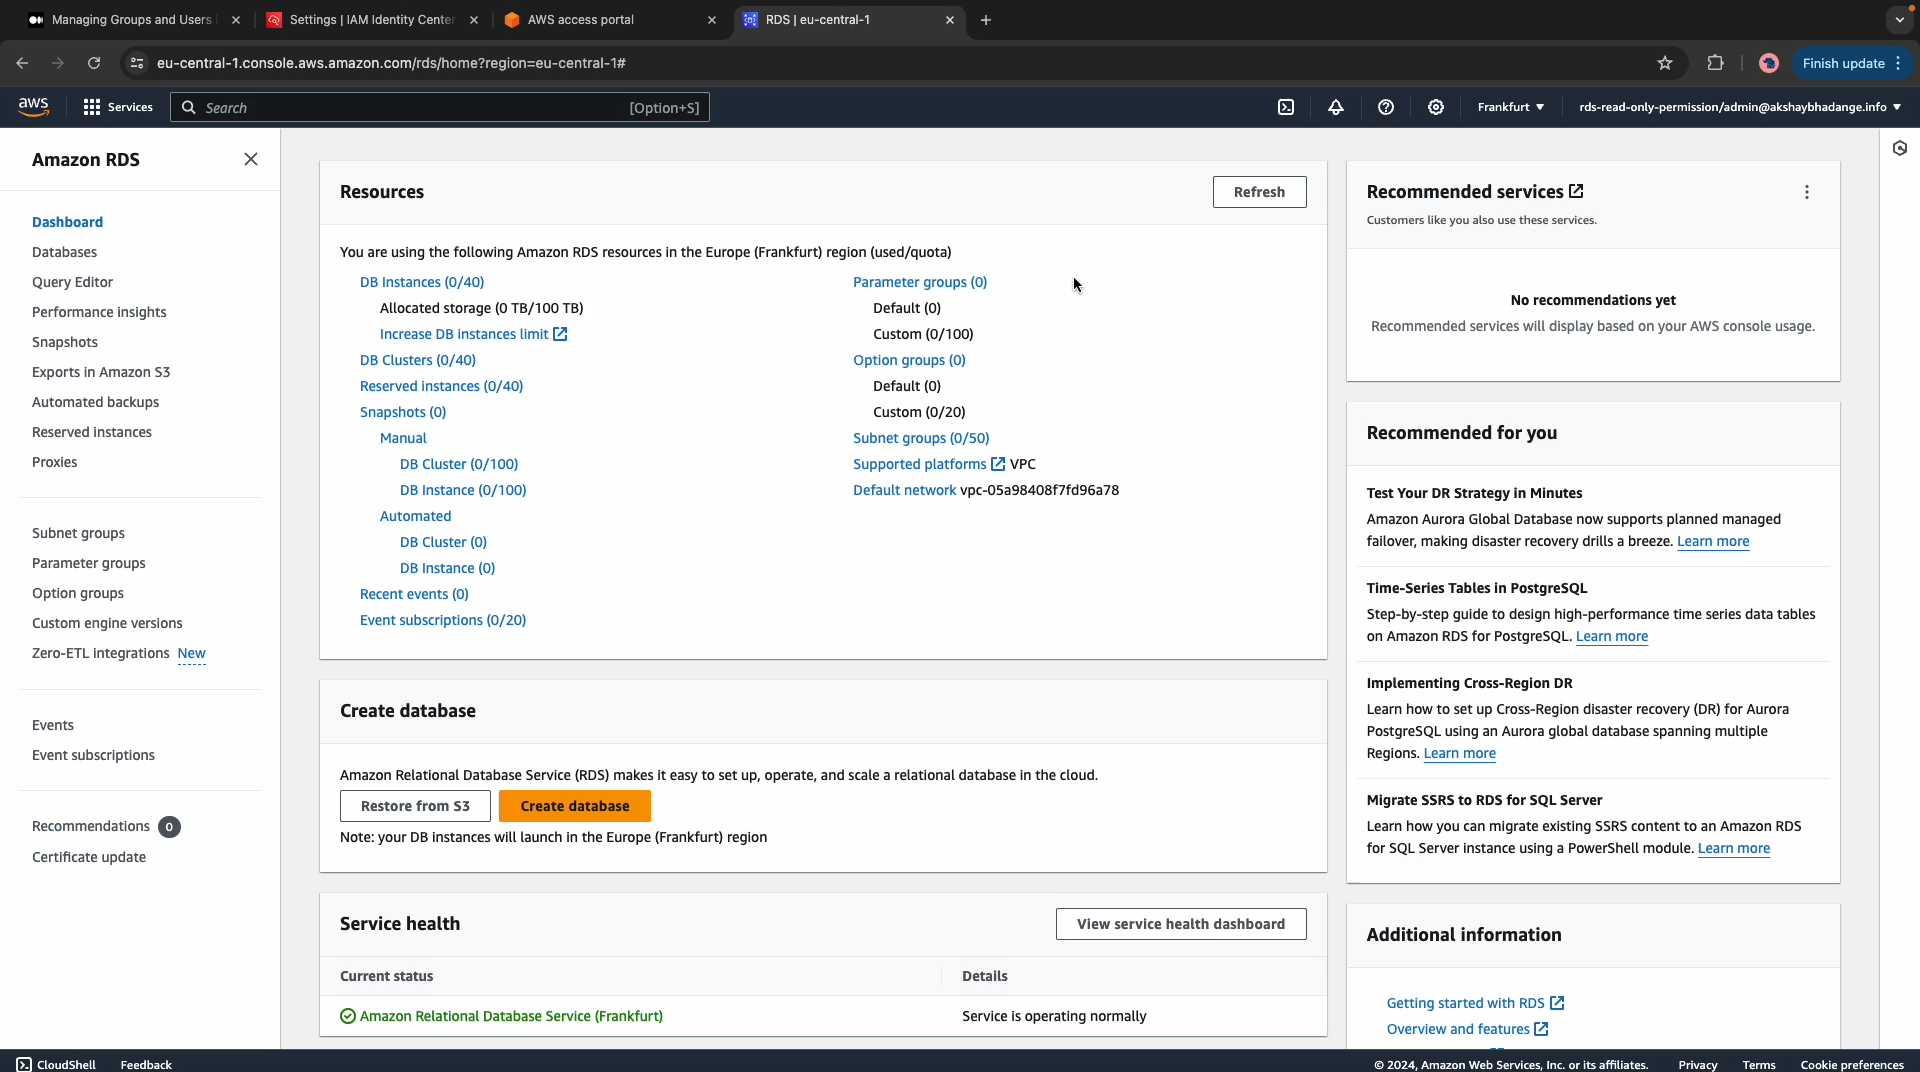 Managing Groups and Users
Settings | IAM Identity Center
AWS access portal
RDS | eu-central-1
eu-central-1.console.aws.amazon.com/rds/home?region=eu-central-1#
Finish update
aws
Services
Search
[Option+S]
Frankfurt
rds-read-only-permission/admin@akshaybhadange.info
Amazon RDS
Dashboard
Databases
Query Editor
Performance insights
Snapshots
Exports in Amazon S3
Automated backups
Reserved instances
Proxies
Subnet groups
Parameter groups
Option groups
Custom engine versions
Zero-ETL integrations New
Events
Event subscriptions
Recommendations 0
Certificate update
Resources
Refresh
You are using the following Amazon RDS resources in the Europe (Frankfurt) region (used/quota)
DB Instances (0/40)
Allocated storage (0 TB/100 TB)
Increase DB instances limit
DB Clusters (0/40)
Reserved instances (0/40)
Snapshots (0)
Manual
DB Cluster (0/100)
DB Instance (0/100)
Automated
DB Cluster (0)
DB Instance (0)
Recent events (0)
Event subscriptions (0/20)
Parameter groups (0)
Default (0)
Custom (0/100)
Option groups (0)
Default (0)
Custom (0/20)
Subnet groups (0/50)
Supported platforms VPC
Default network vpc-05a98408f7fd96a78
Create database
Amazon Relational Database Service (RDS) makes it easy to set up, operate, and scale a relational database in the cloud.
Restore from S3
Create database
Note: your DB instances will launch in the Europe (Frankfurt) region
Service health
View service health dashboard
Current status
Details
Amazon Relational Database Service (Frankfurt)
Service is operating normally
Recommended services
Customers like you also use these services.
No recommendations yet
Recommended services will display based on your AWS console usage.
Recommended for you
Test Your DR Strategy in Minutes
Amazon Aurora Global Database now supports planned managed
failover, making disaster recovery drills a breeze. Learn more
Time-Series Tables in PostgreSQL
Step-by-step guide to design high-performance time series data tables
on Amazon RDS for PostgreSQL. Learn more
Implementing Cross-Region DR
Learn how to set up Cross-Region disaster recovery (DR) for Aurora
PostgreSQL using an Aurora global database spanning multiple
Regions. Learn more
Migrate SSRS to RDS for SQL Server
Learn how you can migrate existing SSRS content to an Amazon RDS
for SQL Server instance using a PowerShell module. Learn more
Additional information
Getting started with RDS
Overview and features
CloudShell
Feedback
© 2024, Amazon Web Services, Inc. or its affiliates.
Privacy
Terms
Cookie preferences